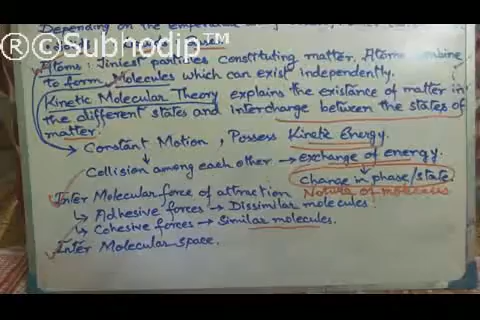 Depending on the temperature
®©Subhodip™
Atoms: Tiniest particles constituting matter. Atoms combine
to form Molecules which can exist independently.
Kinetic Molecular Theory explains the existance of matter in
the different states and interchange between the states of
matter.
→ Constant Motion, Possess Kinetic Energy.
Collision among each other → exchange of energy.
Change in phase/state.
Inter Molecular force of attraction Nature of molecules
↳ Adhesive forces → Dissimilar molecules.
↳ Cohesive forces → Similar molecules.
Inter Molecular space.